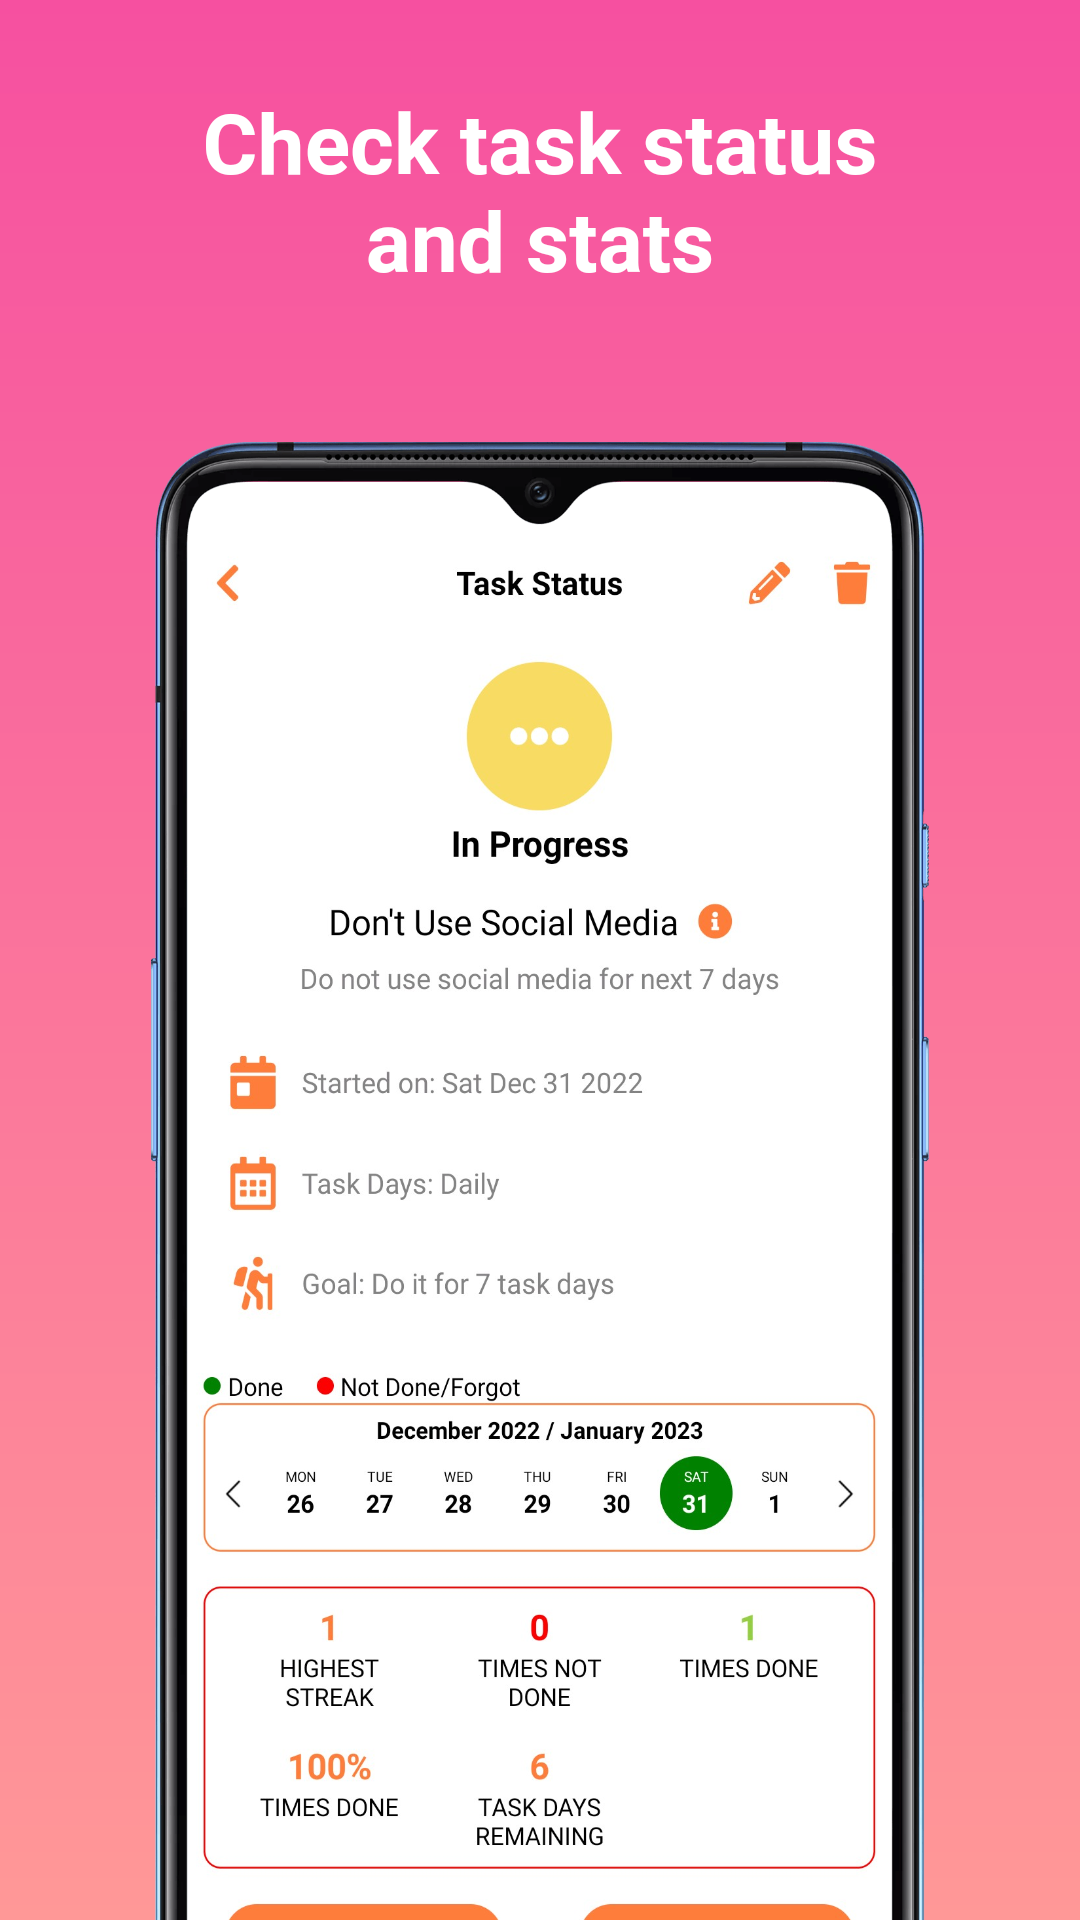 Check task status
and stats
Task Status
In Progress
Don't Use Social Media
Do not use social media for next 7 days
Started on: Sat Dec 31 2022
Task Days: Daily
Goal: Do it for 7 task days
Done Not Done/Forgot
December 2022 / January 2023
MON TUE WED THU FRI SAT SUN
26 27 28 29 30 31 1
1 0 1
HIGHEST TIMES NOT TIMES DONE
STREAK DONE
100% 6
TIMES DONE TASK DAYS
REMAINING